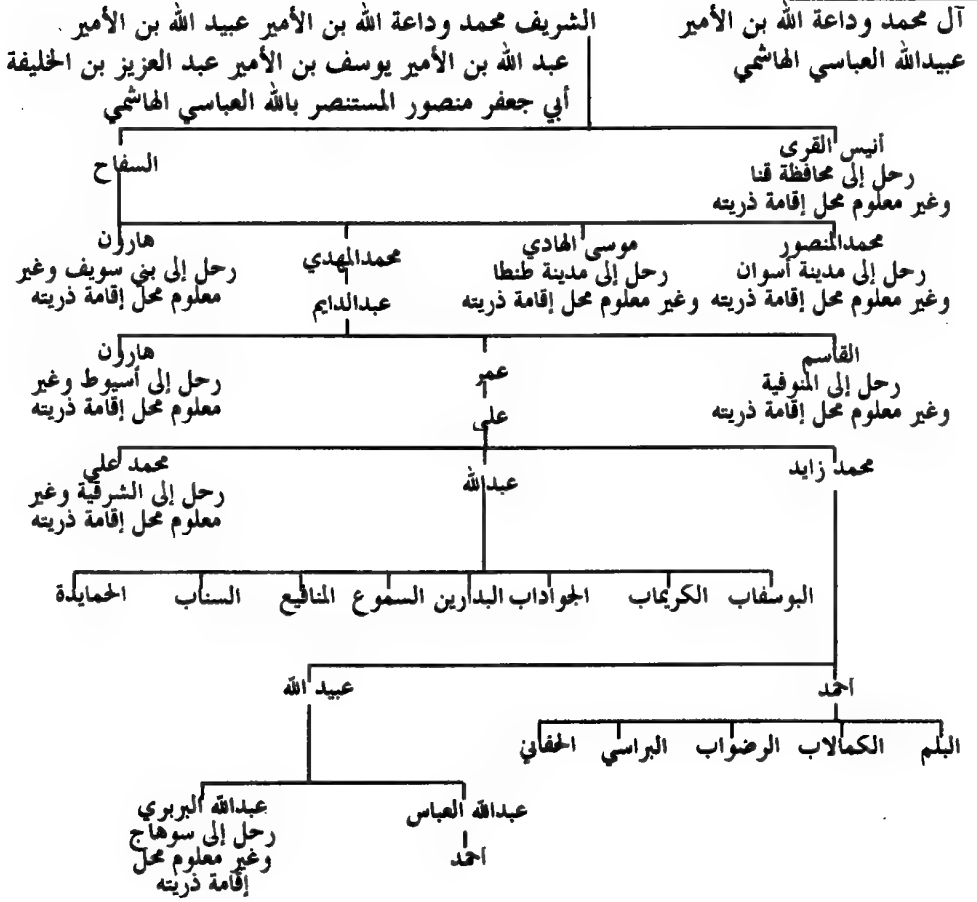 آل محمد وداعة الله بن الأمير
عبيدالله العباسي الهاشمي
الشريف محمد وداعة الله بن الأمير عبيد الله بن الأمير
عبد الله بن الأمير يوسف بن الأمير عبد العزيز بن الخليفة
أبي جعفر منصور المستنصر بالله العباسي الهاشمي
أنيس القرى
رحل إلى محافظة قنا
وغير معلوم محل إقامة ذريته
السفاح
محمدالمنصور
رحل إلى مدينة أسوان
وغير معلوم محل إقامة ذريته
موسى الهادي
رحل إلى مدينة طنطا
وغير معلوم محل إقامة ذريته
محمدالمهدي
عبدالدايم
هارون
رحل إلى بني سويف وغير
معلوم محل إقامة ذريته
القاسم
رحل إلى المنوفية
وغير معلوم محل إقامة ذريته
عمر
على
هارون
رحل إلى أسيوط وغير
معلوم محل إقامة ذريته
محمد زايد
عبدالله
محمد علي
رحل إلى الشرقية وغير
معلوم محل إقامة ذريته
البوسفاب الكريماب الجواداب البدارين السموع المنافيع السناب الحمايدة
احمد
عبيد الله
البلم الكمالاب الرضواب البراسي الحفاني
عبدالله العباس
احمد
عبدالله البربري
رحل إلى سوهاج
وغير معلوم محل
إقامة ذريته